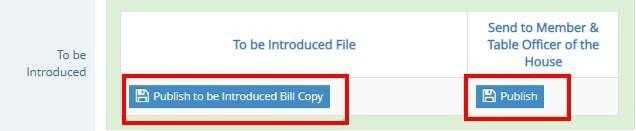 To be
Introduced
To be Introduced File
Send to Member &
Table Officer of the
House
Publish to be Introduced Bill Copy
Publish